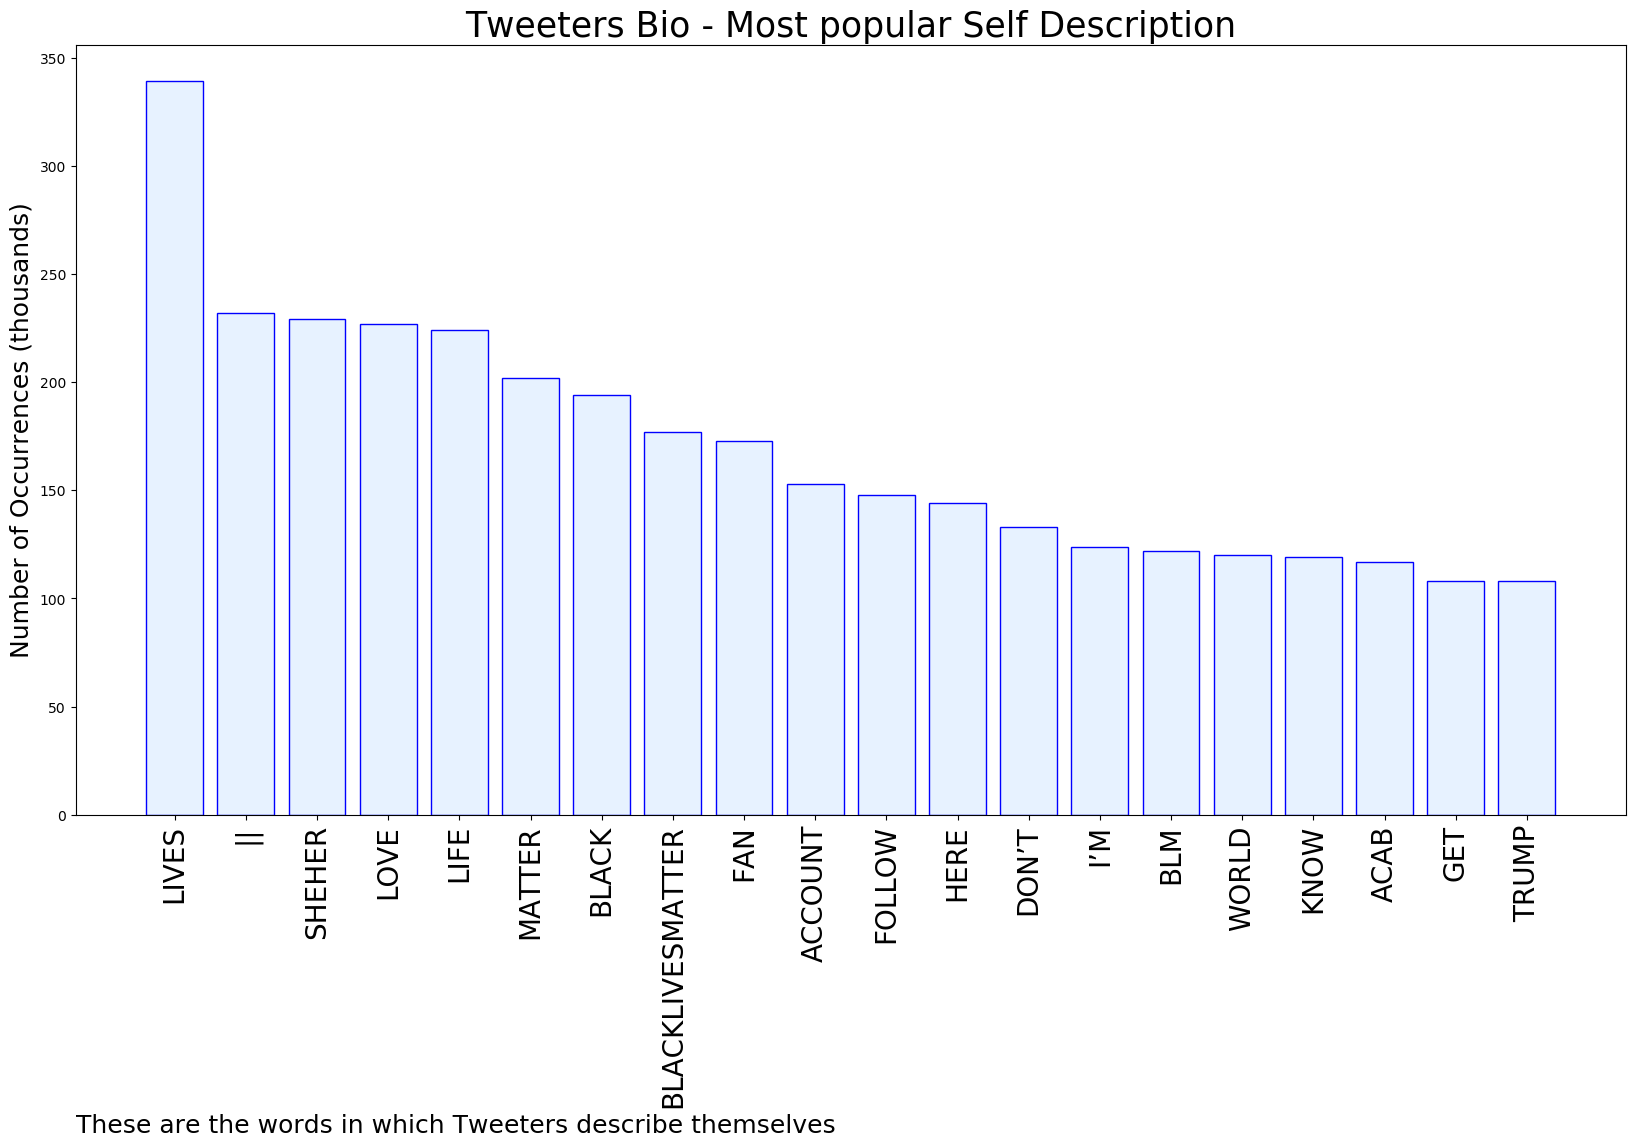 Tweeters Bio - Most popular Self Description
Number of Occurrences (thousands)
350
300
250
200
150
100
50
0
LIVES
||
SHEHER
LOVE
LIFE
MATTER
BLACK
BLACKLIVESMATTER
FAN
ACCOUNT
FOLLOW
HERE
DON’T
I’M
BLM
WORLD
KNOW
ACAB
GET
TRUMP
These are the words in which Tweeters describe themselves